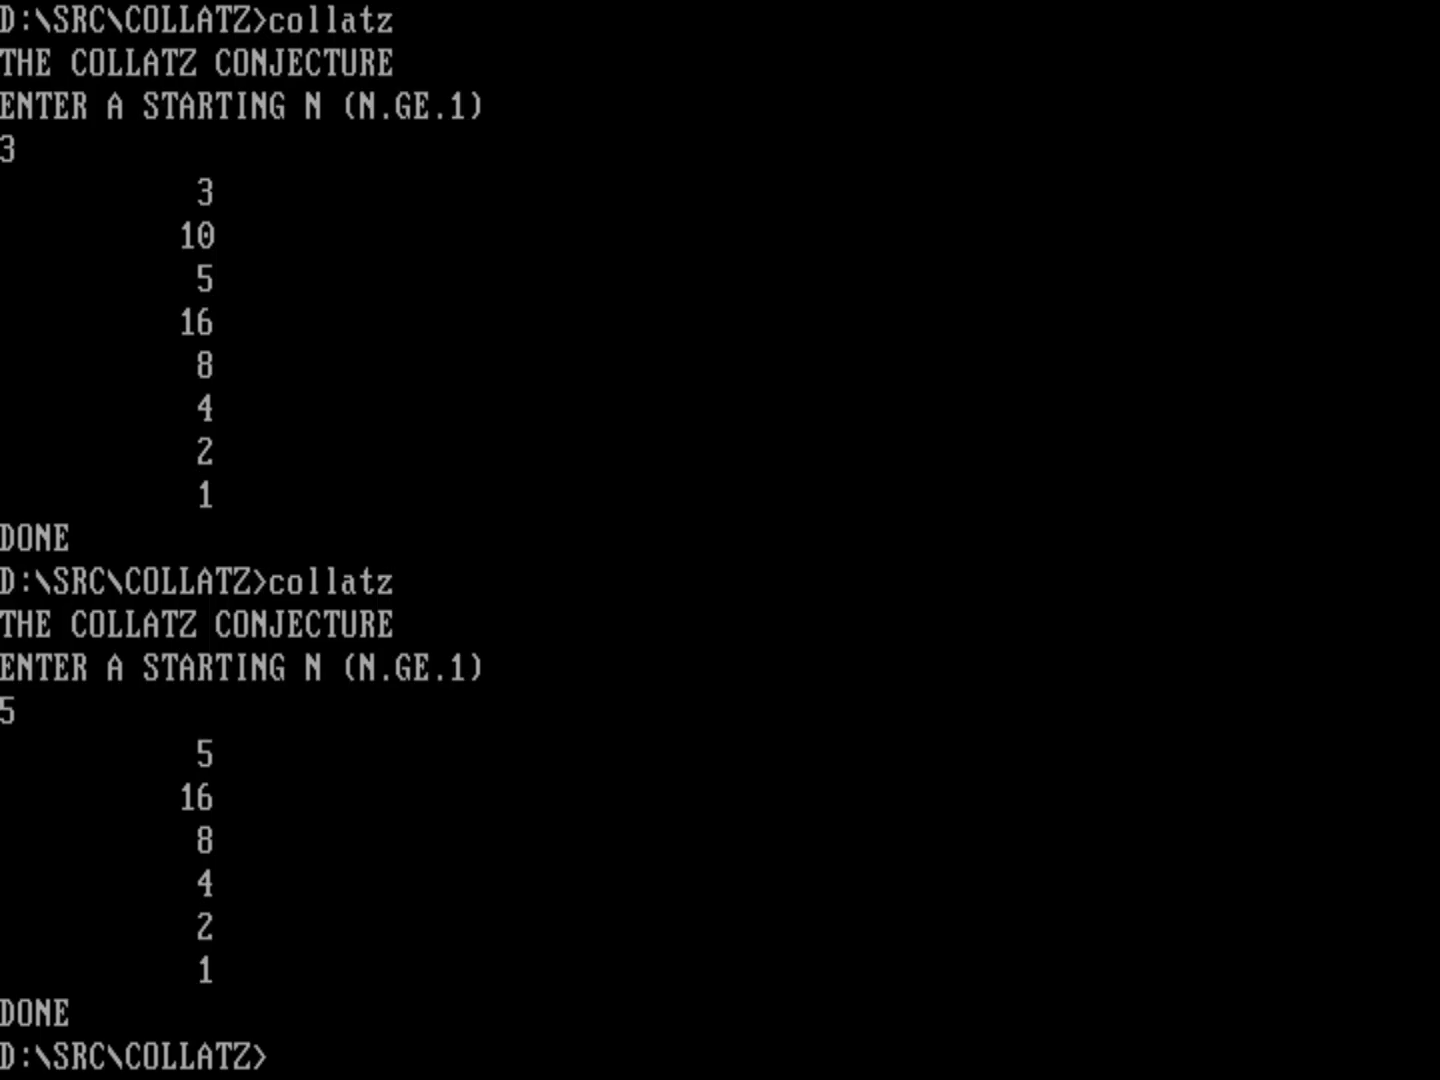 D:\SRC\COLLATZ>collatz
THE COLLATZ CONJECTURE
ENTER A STARTING N (N.GE.1)
3
3
10
5
16
8
4
2
1
DONE
D:\SRC\COLLATZ>collatz
THE COLLATZ CONJECTURE
ENTER A STARTING N (N.GE.1)
5
5
16
8
4
2
1
DONE
D:\SRC\COLLATZ>